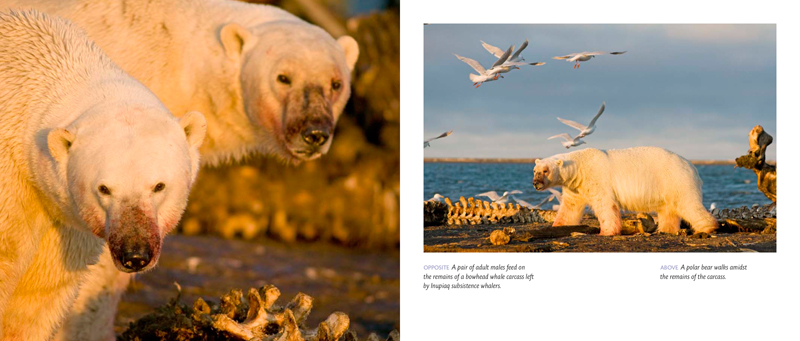 OPPOSITE A pair of adult males feed on
the remains of a bowhead whale carcass left
by Inupiaq subsistence whalers.
ABOVE A polar bear walks amidst
the remains of the carcass.